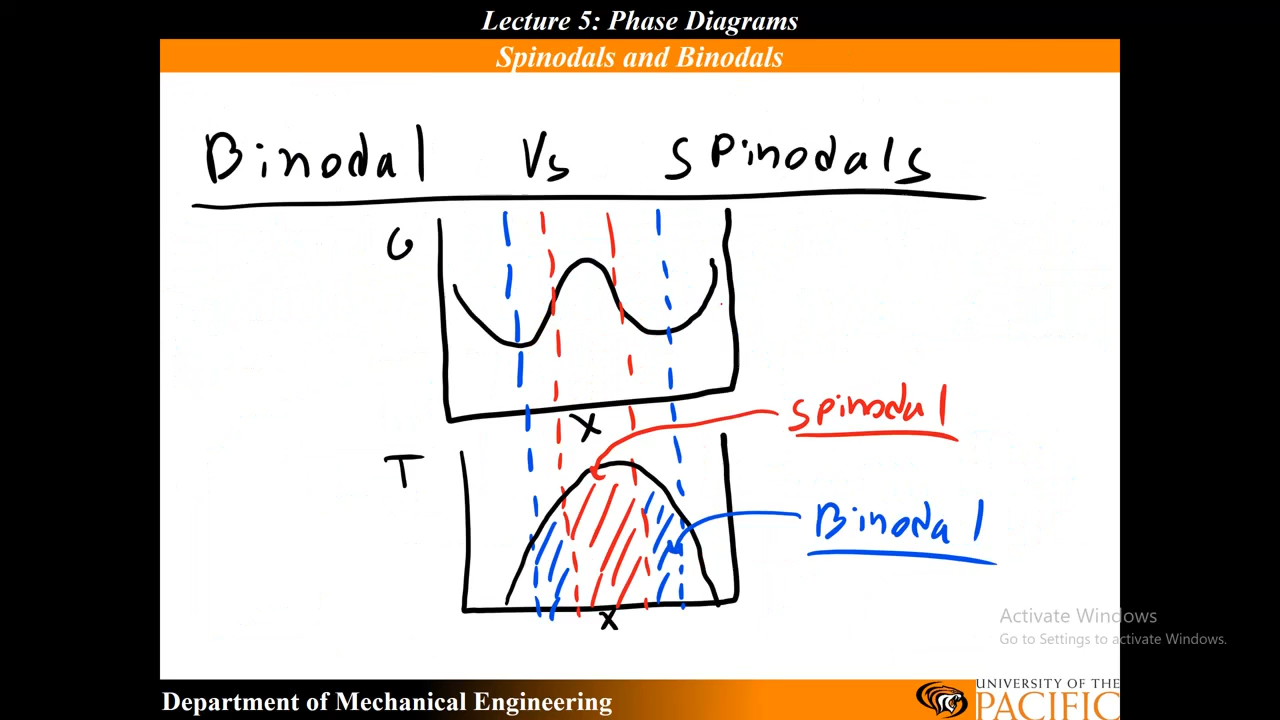 Lecture 5: Phase Diagrams
Spinodals and Binodals
Binodal Vs Spinodals
G
X
Spinodal
T
Binodal
X
Activate Windows
Go to Settings to activate Windows.
Department of Mechanical Engineering
UNIVERSITY OF THE
PACIFIC